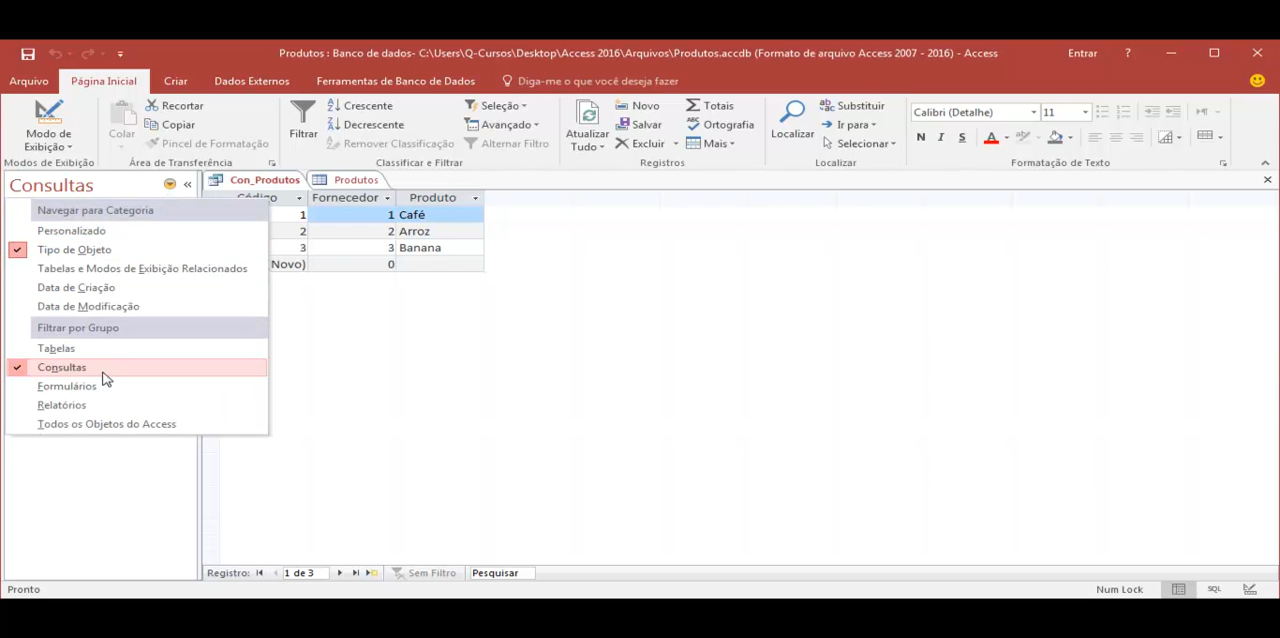 Produtos : Banco de dados- C:\Users\Q-Cursos\Desktop\Access 2016\Arquivos\Produtos.accdb (Formato de arquivo Access 2007 - 2016) - Access
Entrar ?
Arquivo Página Inicial Criar Dados Externos Ferramentas de Banco de Dados Diga-me o que você deseja fazer
Modo de Exibição
Modos de Exibição
Colar
Recortar
Copiar
Pincel de Formatação
Área de Transferência
Filtrar
Crescente
Decrescente
Remover Classificação
Seleção
Avançado
Alternar Filtro
Classificar e Filtrar
Atualizar Tudo
Novo
Salvar
Excluir
Totais
Ortografia
Mais
Registros
Localizar
Substituir
Ir para
Selecionar
Localizar
Calibri (Detalhe) 11
N I S A
Formatação de Texto
Consultas «
Navegar para Categoria
Personalizado
Tipo de Objeto
Tabelas e Modos de Exibição Relacionados
Data de Criação
Data de Modificação
Filtrar por Grupo
Tabelas
Consultas
Formulários
Relatórios
Todos os Objetos do Access
Con_Produtos Produtos
Código Fornecedor Produto
1 1 Café
2 2 Arroz
3 3 Banana
Novo) 0
Registro: 1 de 3 Sem Filtro Pesquisar
Pronto Num Lock SQL